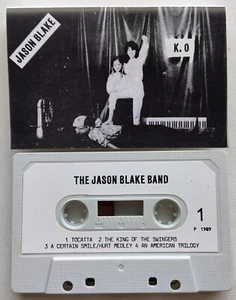 JASON BLAKE
K.O
THE JASON BLAKE BAND
1 TOCATTA 2 THE KING OF THE SWINGERS
3 A CERTAIN SMILE/HURT MEDLEY 4 AN AMERICAN TRILOGY
1
P 1989